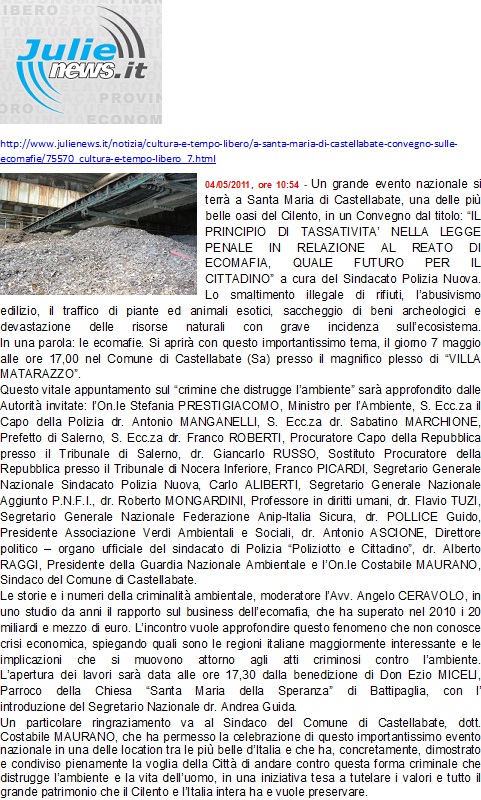 LIBERO SPO
SPE
FINANZA
Julie
news.it
PROVIN
ORO
ECONOM
http://www.julienews.it/notizia/cultura-e-tempo-libero/a-santa-maria-di-castellabate-convegno-sulle-
ecomafie/75570_cultura-e-tempo-libero_7.html
04/05/2011, ore 10:54 - Un grande evento nazionale si
terrà a Santa Maria di Castellabate, una delle più
belle oasi del Cilento, in un Convegno dal titolo: “IL
PRINCIPIO DI TASSATIVITA’ NELLA LEGGE
PENALE IN RELAZIONE AL REATO DI
ECOMAFIA, QUALE FUTURO PER IL
CITTADINO” a cura del Sindacato Polizia Nuova.
Lo smaltimento illegale di rifiuti, l’abusivismo
edilizio, il traffico di piante ed animali esotici, saccheggio di beni archeologici e
devastazione delle risorse naturali con grave incidenza sull’ecosistema.
In una parola: le ecomafie. Si aprirà con questo importantissimo tema, il giorno 7 maggio
alle ore 17,00 nel Comune di Castellabate (Sa) presso il magnifico plesso di “VILLA
MATARAZZO”.
Questo vitale appuntamento sul “crimine che distrugge l’ambiente” sarà approfondito dalle
Autorità invitate: l’On.le Stefania PRESTIGIACOMO, Ministro per l’Ambiente, S. Ecc.za il
Capo della Polizia dr. Antonio MANGANELLI, S. Ecc.za dr. Sabatino MARCHIONE,
Prefetto di Salerno, S. Ecc.za dr. Franco ROBERTI, Procuratore Capo della Repubblica
presso il Tribunale di Salerno, dr. Giancarlo RUSSO, Sostituto Procuratore della
Repubblica presso il Tribunale di Nocera Inferiore, Franco PICARDI, Segretario Generale
Nazionale Sindacato Polizia Nuova, Carlo ALIBERTI, Segretario Generale Nazionale
Aggiunto P.N.F.I., dr. Roberto MONGARDINI, Professore in diritti umani, dr. Flavio TUZI,
Segretario Generale Nazionale Federazione Anip-Italia Sicura, dr. POLLICE Guido,
Presidente Associazione Verdi Ambientali e Sociali, dr. Antonio ASCIONE, Direttore
politico – organo ufficiale del sindacato di Polizia “Poliziotto e Cittadino”, dr. Alberto
RAGGI, Presidente della Guardia Nazionale Ambientale e l’On.le Costabile MAURANO,
Sindaco del Comune di Castellabate.
Le storie e i numeri della criminalità ambientale, moderatore l’Avv. Angelo CERAVOLO, in
uno studio da anni il rapporto sul business dell’ecomafia, che ha superato nel 2010 i 20
miliardi e mezzo di euro. L’incontro vuole approfondire questo fenomeno che non conosce
crisi economica, spiegando quali sono le regioni italiane maggiormente interessante e le
implicazioni che si muovono attorno agli atti criminosi contro l’ambiente.
L’apertura dei lavori sarà data alle ore 17,30 dalla benedizione di Don Ezio MICELI,
Parroco della Chiesa “Santa Maria della Speranza” di Battipaglia, con l’
introduzione del Segretario Nazionale dr. Andrea Guida.
Un particolare ringraziamento va al Sindaco del Comune di Castellabate, dott.
Costabile MAURANO, che ha permesso la celebrazione di questo importantissimo evento
nazionale in una delle location tra le più belle d’Italia e che ha, concretamente, dimostrato
e condiviso pienamente la voglia della Città di andare contro questa forma criminale che
distrugge l’ambiente e la vita dell’uomo, in una iniziativa tesa a tutelare i valori e tutto il
grande patrimonio che il Cilento e l’Italia intera ha e vuole preservare.